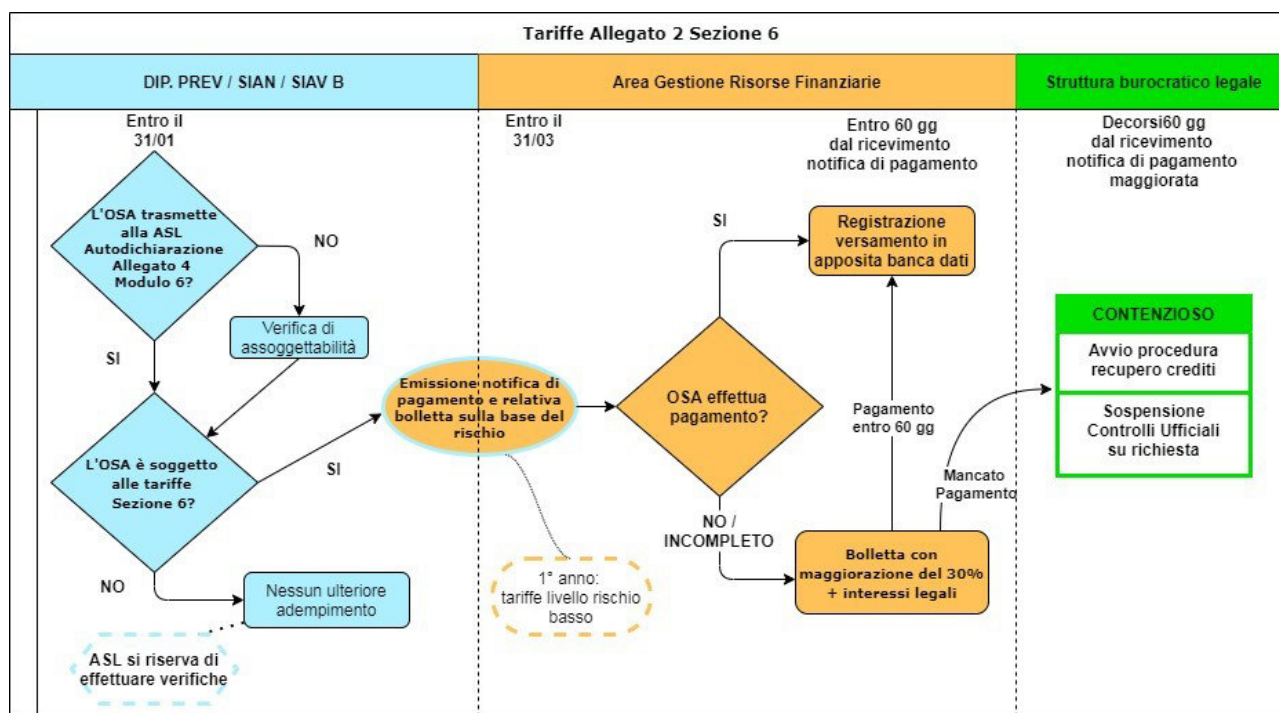 Tariffe Allegato 2 Sezione 6
DIP. PREV / SIAN / SIAV B
Area Gestione Risorse Finanziarie
Struttura burocratico legale
Entro il
31/01
L'OSA trasmette
alla ASL
Autodichiarazione
Allegato 4
Modulo 6?
NO
Verifica di
assoggettabilità
SI
L'OSA è soggetto
alle tariffe
Sezione 6?
SI
NO
Nessun ulteriore
adempimento
ASL si riserva di
effettuare verifiche
Entro il
31/03
Emissione notifica di
pagamento e relativa
bolletta sulla base del
rischio
1° anno:
tariffe livello rischio
basso
OSA effettua
pagamento?
SI
Entro 60 gg
dal ricevimento
notifica di pagamento
Registrazione
versamento in
apposita banca dati
Pagamento
entro 60 gg
NO /
INCOMPLETO
Bolletta con
maggiorazione del 30%
+ interessi legali
Mancato
Pagamento
Decorsi60 gg
dal ricevimento
notifica di pagamento
maggiorata
CONTENZIOSO
Avvio procedura
recupero crediti
Sospensione
Controlli Ufficiali
su richiesta